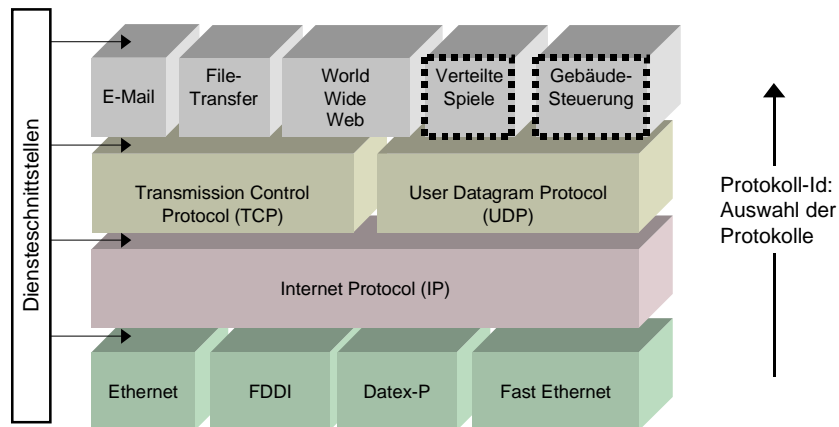 Diensteschnittstellen
E-Mail
File-
Transfer
World
Wide
Web
Verteilte
Spiele
Gebäude-
Steuerung
Transmission Control
Protocol (TCP)
User Datagram Protocol
(UDP)
Internet Protocol (IP)
Ethernet
FDDI
Datex-P
Fast Ethernet
Protokoll-Id:
Auswahl der
Protokolle